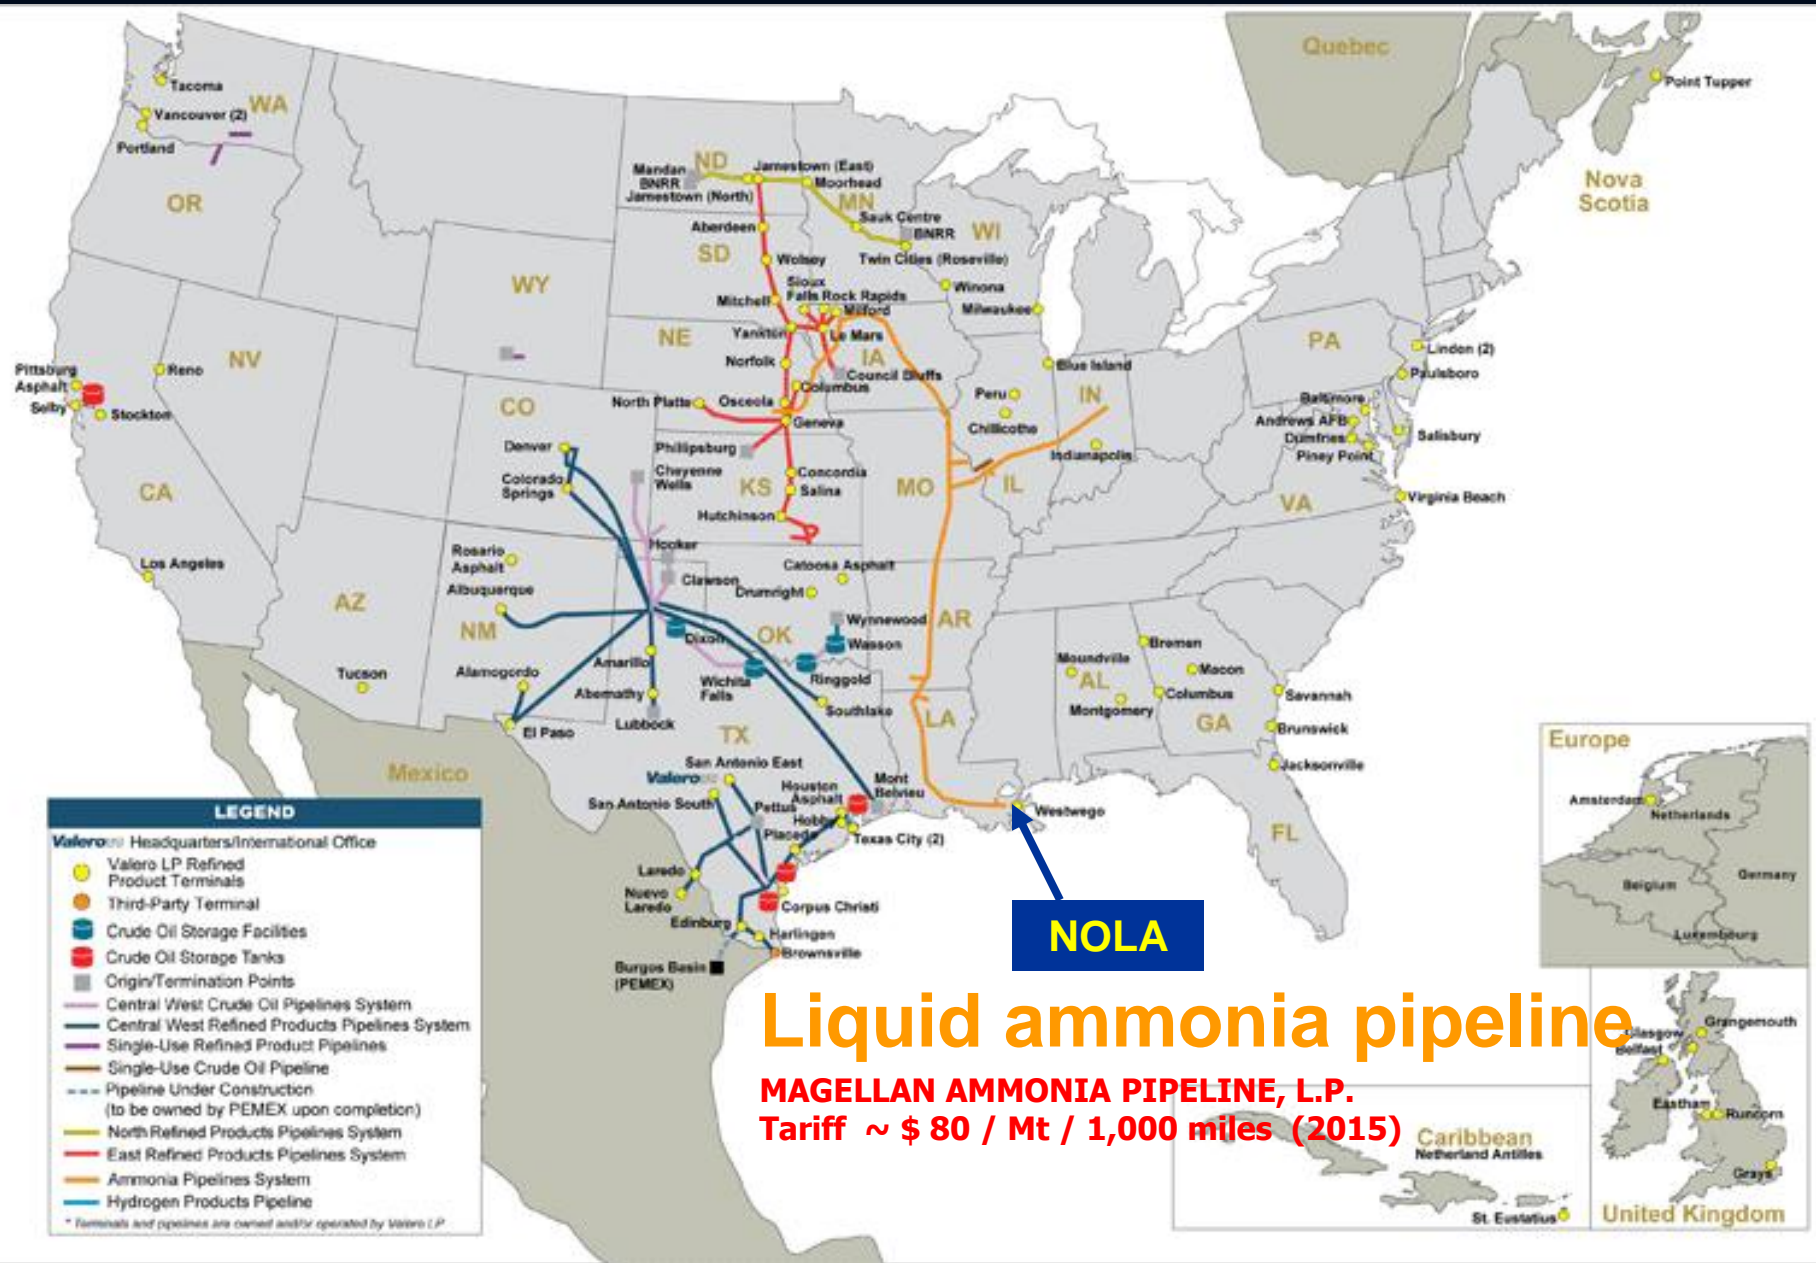 Quebec
Point Tupper
Nova
Scotia
Tacoma
WA
Vancouver (2)
Portland
OR
Mandan
BNRR
ND
Jamestown (East)
Jamestown (North)
Moorhead
MN
Sauk Centre
BNRR
WI
Twin Cities (Roseville)
Aberdeen
SD
Wolsey
WY
Sioux
Falls
Rock Rapids
Mitchell
Milford
Winona
Milwaukee
NE
Yankton
Le Mars
PA
Linden (2)
NV
Norfolk
IA
Council Bluffs
Blue Island
Paulsboro
Pittsburg
Asphalt
Reno
Selby
Stockton
CO
North Platte
Osceola
Columbus
Geneva
Peru
Chillicothe
IN
Indianapolis
Baltimore
Andrews AFB
Dumfries
Piney Point
Salisbury
Denver
Colorado
Springs
Phillipsburg
Cheyenne
Wells
Concordia
KS
Salina
Hutchinson
MO
IL
VA
Virginia Beach
CA
Los Angeles
Rosario
Asphalt
Albuquerque
Hooker
Clawson
Catoosa Asphalt
Drumright
AZ
NM
OK
Dixon
Wynnewood
Wasson
AR
Tucson
Alamogordo
Amarillo
Abernathy
Lubbock
Wichita
Falls
Ringgold
Southlake
El Paso
Moundville
AL
Montgomery
Bremen
Macon
Columbus
GA
Savannah
Brunswick
Jacksonville
LA
TX
Mexico
San Antonio East
Valero
San Antonio South
Houston
Asphalt
Mont
Belvieu
Pettus
Hobby
Placedo
Texas City (2)
Westwego
FL
Laredo
Nuevo
Laredo
Corpus Christi
Edinburg
Harlingen
Brownsville
Burgos Basin
(PEMEX)
NOLA
Europe
Amsterdam
Netherlands
Belgium
Germany
Luxembourg
LEGEND
Valero Headquarters/International Office
Valero LP Refined
Product Terminals
Third-Party Terminal
Crude Oil Storage Facilities
Crude Oil Storage Tanks
Origin/Termination Points
Central West Crude Oil Pipelines System
Central West Refined Products Pipelines System
Single-Use Refined Product Pipelines
Single-Use Crude Oil Pipeline
Pipeline Under Construction
(to be owned by PEMEX upon completion)
North Refined Products Pipelines System
East Refined Products Pipelines System
Ammonia Pipelines System
Hydrogen Products Pipeline
* Terminals and pipelines are owned and/or operated by Valero L.P.
Liquid ammonia pipeline
MAGELLAN AMMONIA PIPELINE, L.P.
Tariff ~ $ 80 / Mt / 1,000 miles (2015)
Glasgow
Grangemouth
Belfast
Eastham
Runcorn
Grays
United Kingdom
Caribbean
Netherland Antilles
St. Eustatius